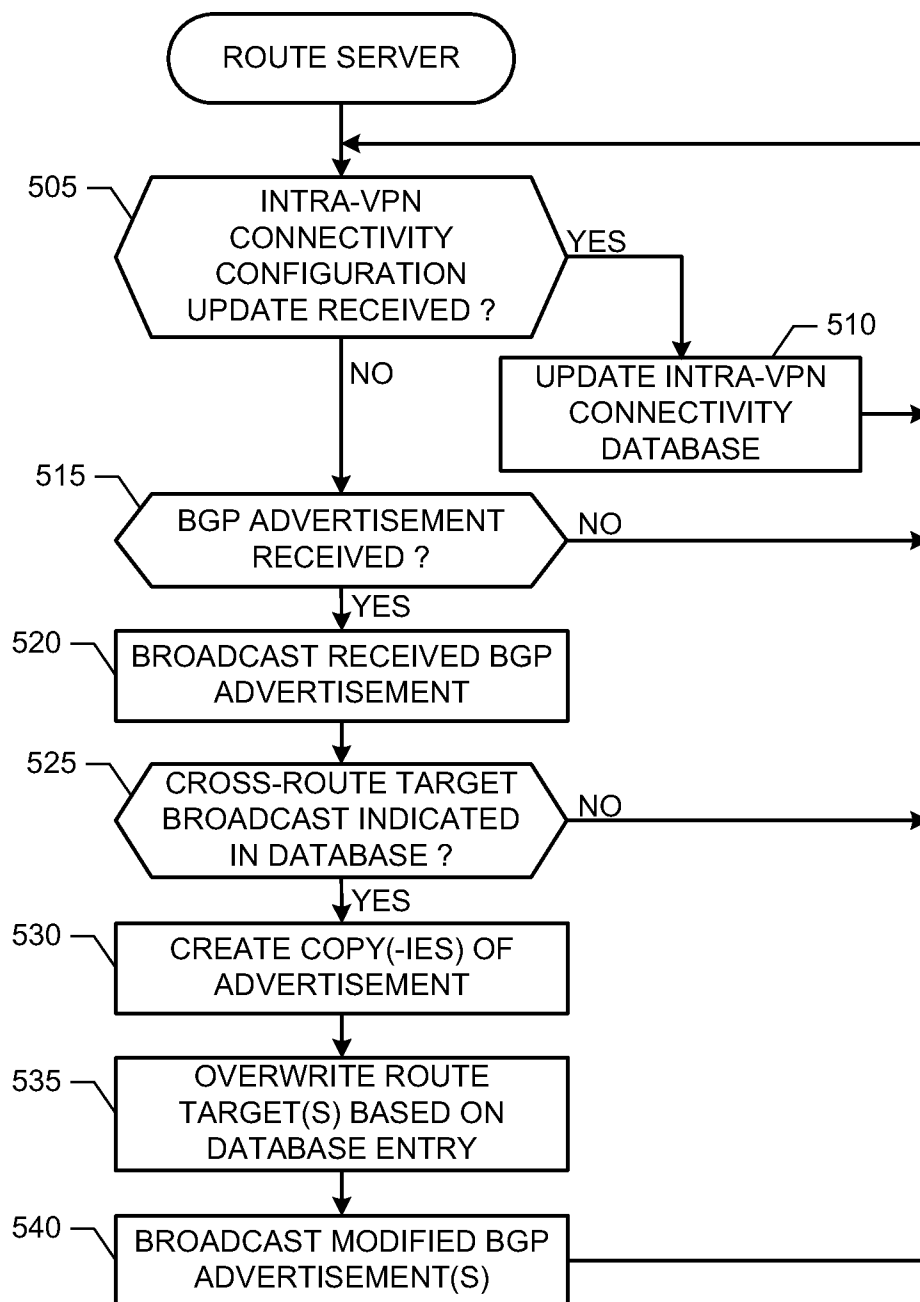 ROUTE SERVER
505
INTRA-VPN
CONNECTIVITY
CONFIGURATION
UPDATE RECEIVED ?
YES
NO
510
UPDATE INTRA-VPN
CONNECTIVITY
DATABASE
515
BGP ADVERTISEMENT
RECEIVED ?
NO
YES
520
BROADCAST RECEIVED BGP
ADVERTISEMENT
525
CROSS-ROUTE TARGET
BROADCAST INDICATED
IN DATABASE ?
NO
YES
530
CREATE COPY(-IES) OF
ADVERTISEMENT
535
OVERWRITE ROUTE
TARGET(S) BASED ON
DATABASE ENTRY
540
BROADCAST MODIFIED BGP
ADVERTISEMENT(S)